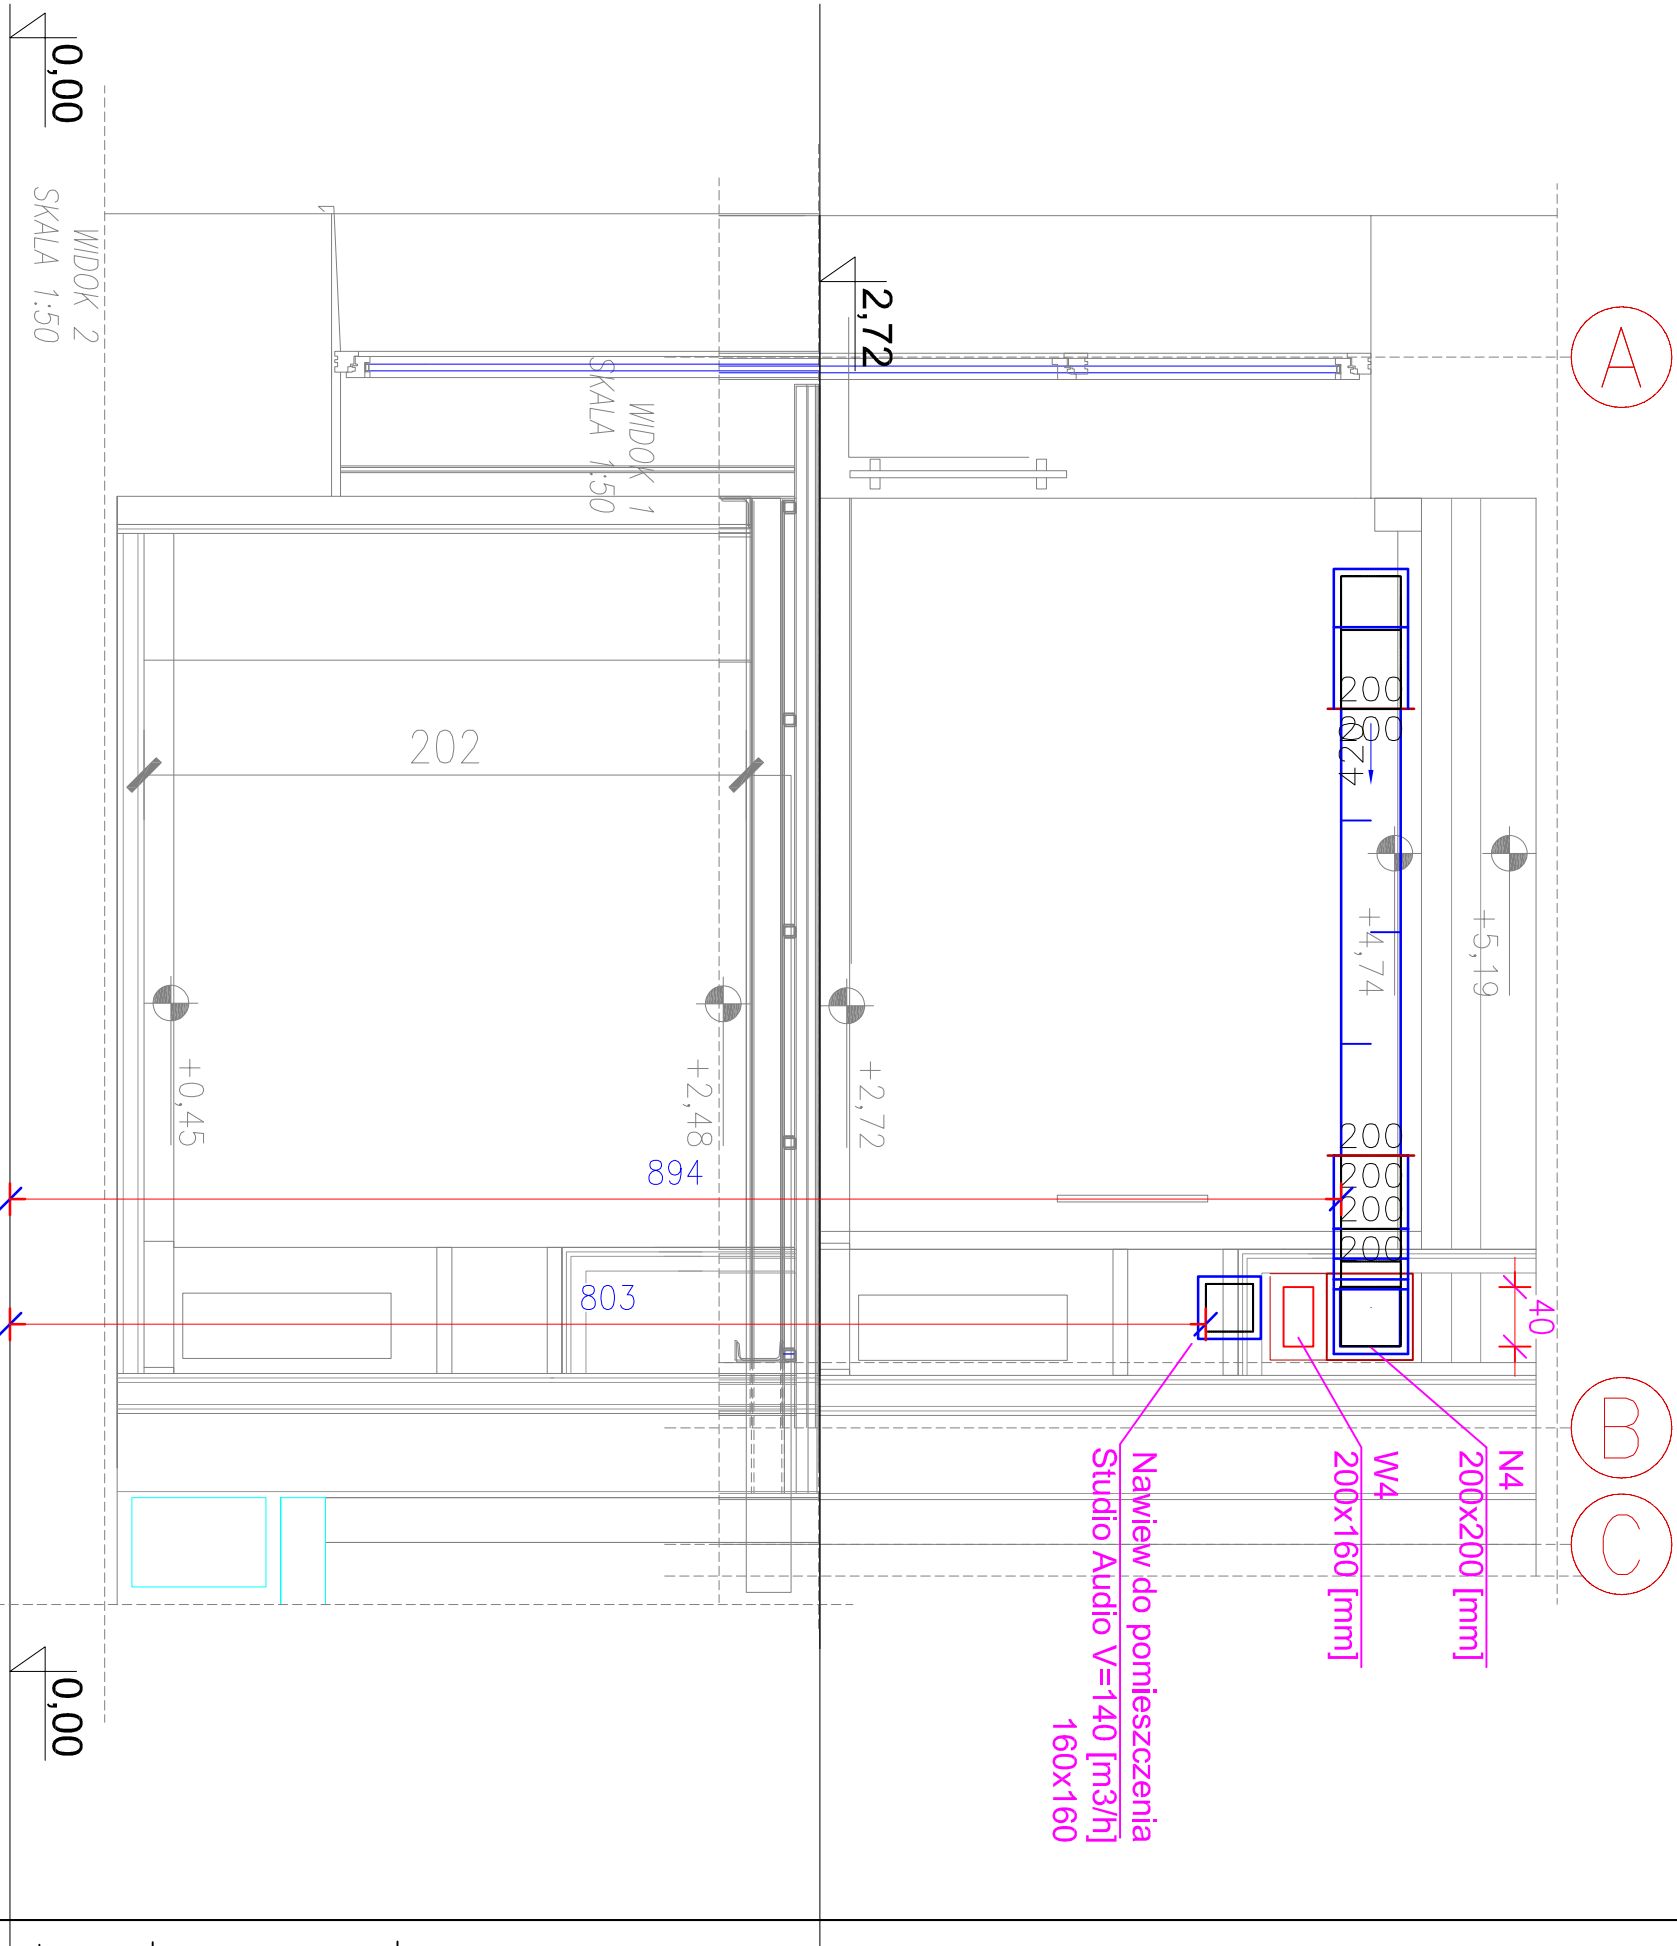 0,00
WIDOK 2
SKALA 1:50
2,72
WIDOK 1
SKALA 1:50
A
200
200
420
202
+4,74
+5,19
+0,45
+2,48
+2,72
894
803
200
200
200
200
40
B
C
N4
200x200 [mm]
W4
200x160 [mm]
Nawiew do pomieszczenia
Studio Audio V=140 [m3/h]
160x160
0,00